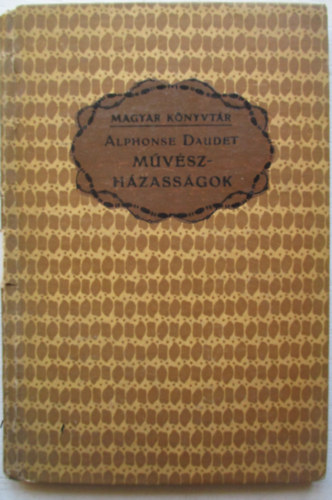 MAGYAR KÖNYVTÁR
ALPHONSE DAUDET
MŰVÉSZ-
HÁZASSÁGOK